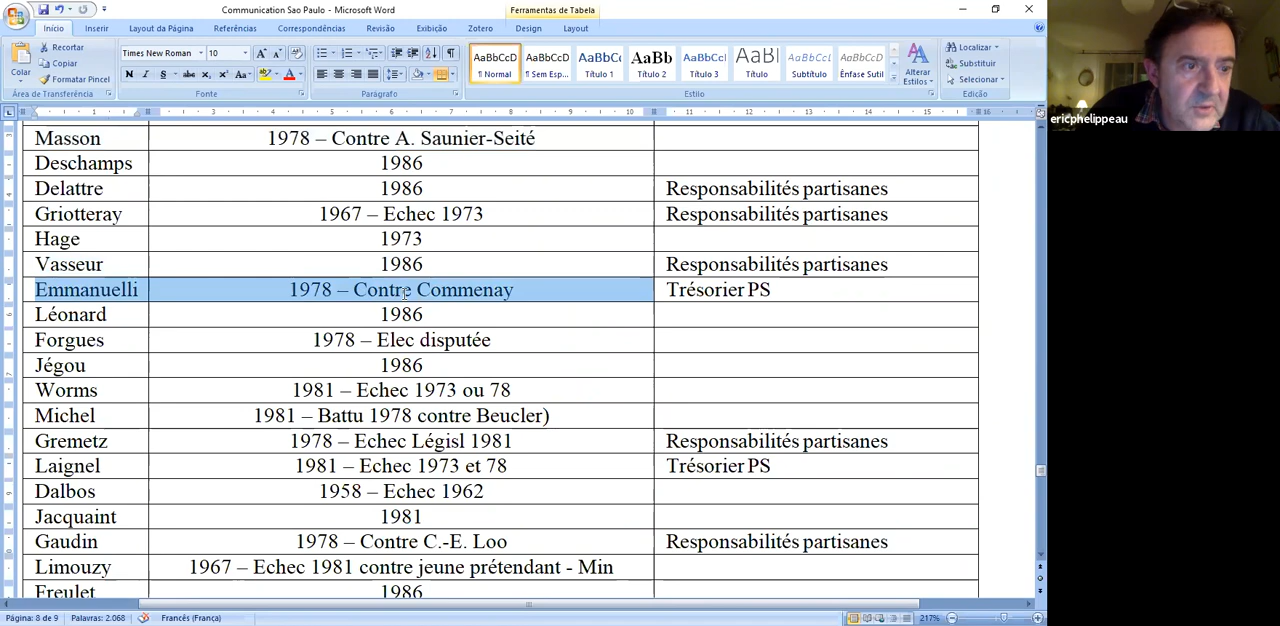 Communication Sao Paulo - Microsoft Word
Ferramentas de Tabela
Início Inserir Layout da Página Referências Correspondências Revisão Exibição Zotero Design Layout
Colar
Recortar
Copiar
Formatar Pincel
Área de Transferência
Times New Roman 10
Fonte
Parágrafo
AaBbCcD AaBbCcD AaBbC AaBb AaBbCcI AaBl AaBbCcl AaBbCcD
¶ Normal ¶ Sem Esp... Título 1 Título 2 Título 3 Título Subtítulo Ênfase Sutil
Alterar Estilos
Estilo
Localizar
Substituir
Selecionar
Edição
ericphelippeau
Masson 1978 – Contre A. Saunier-Seité
Deschamps 1986
Delattre 1986 Responsabilités partisanes
Griotteray 1967 – Echec 1973 Responsabilités partisanes
Hage 1973
Vasseur 1986 Responsabilités partisanes
Emmanuelli 1978 – Contre Commenay Trésorier PS
Léonard 1986
Forgues 1978 – Elec disputée
Jégou 1986
Worms 1981 – Echec 1973 ou 78
Michel 1981 – Battu 1978 contre Beucler)
Gremetz 1978 – Echec Législ 1981 Responsabilités partisanes
Laignel 1981 – Echec 1973 et 78 Trésorier PS
Dalbos 1958 – Echec 1962
Jacquaint 1981
Gaudin 1978 – Contre C.-E. Loo Responsabilités partisanes
Limouzy 1967 – Echec 1981 contre jeune prétendant - Min
Freulet 1986
Página: 8 de 9 Palavras: 2.068 Francês (França) 217%